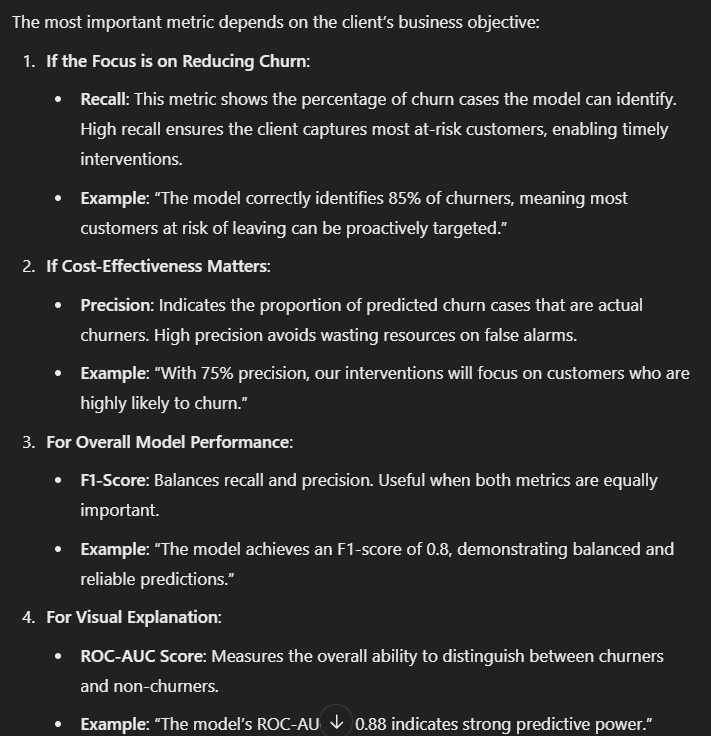 The most important metric depends on the client's business objective:
1. If the Focus is on Reducing Churn:
• Recall: This metric shows the percentage of churn cases the model can identify.
High recall ensures the client captures most at-risk customers, enabling timely
interventions.
• Example: "The model correctly identifies 85% of churners, meaning most
customers at risk of leaving can be proactively targeted."
2. If Cost-Effectiveness Matters:
• Precision: Indicates the proportion of predicted churn cases that are actual
churners. High precision avoids wasting resources on false alarms.
• Example: "With 75% precision, our interventions will focus on customers who are
highly likely to churn."
3. For Overall Model Performance:
• F1-Score: Balances recall and precision. Useful when both metrics are equally
important.
• Example: "The model achieves an F1-score of 0.8, demonstrating balanced and
reliable predictions."
4. For Visual Explanation:
• ROC-AUC Score: Measures the overall ability to distinguish between churners
and non-churners.
• Example: "The model's ROC-AU 0.88 indicates strong predictive power."